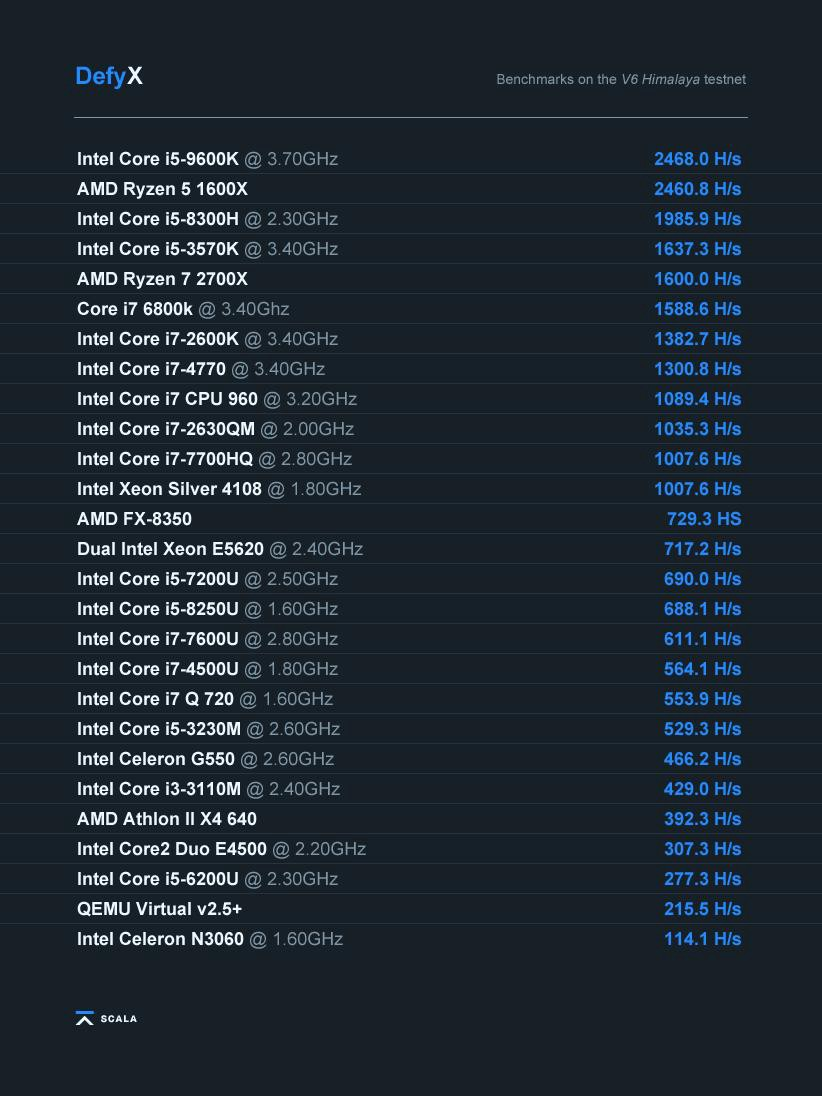 DefyX
Benchmarks on the V6 Himalaya testnet
Intel Core i5-9600K @ 3.70GHz 2468.0 H/s
AMD Ryzen 5 1600X 2460.8 H/s
Intel Core i5-8300H @ 2.30GHz 1985.9 H/s
Intel Core i5-3570K @ 3.40GHz 1637.3 H/s
AMD Ryzen 7 2700X 1600.0 H/s
Core i7 6800k @ 3.40Ghz 1588.6 H/s
Intel Core i7-2600K @ 3.40GHz 1382.7 H/s
Intel Core i7-4770 @ 3.40GHz 1300.8 H/s
Intel Core i7 CPU 960 @ 3.20GHz 1089.4 H/s
Intel Core i7-2630QM @ 2.00GHz 1035.3 H/s
Intel Core i7-7700HQ @ 2.80GHz 1007.6 H/s
Intel Xeon Silver 4108 @ 1.80GHz 1007.6 H/s
AMD FX-8350 729.3 HS
Dual Intel Xeon E5620 @ 2.40GHz 717.2 H/s
Intel Core i5-7200U @ 2.50GHz 690.0 H/s
Intel Core i5-8250U @ 1.60GHz 688.1 H/s
Intel Core i7-7600U @ 2.80GHz 611.1 H/s
Intel Core i7-4500U @ 1.80GHz 564.1 H/s
Intel Core i7 Q 720 @ 1.60GHz 553.9 H/s
Intel Core i5-3230M @ 2.60GHz 529.3 H/s
Intel Celeron G550 @ 2.60GHz 466.2 H/s
Intel Core i3-3110M @ 2.40GHz 429.0 H/s
AMD Athlon II X4 640 392.3 H/s
Intel Core2 Duo E4500 @ 2.20GHz 307.3 H/s
Intel Core i5-6200U @ 2.30GHz 277.3 H/s
QEMU Virtual v2.5+ 215.5 H/s
Intel Celeron N3060 @ 1.60GHz 114.1 H/s
SCALA